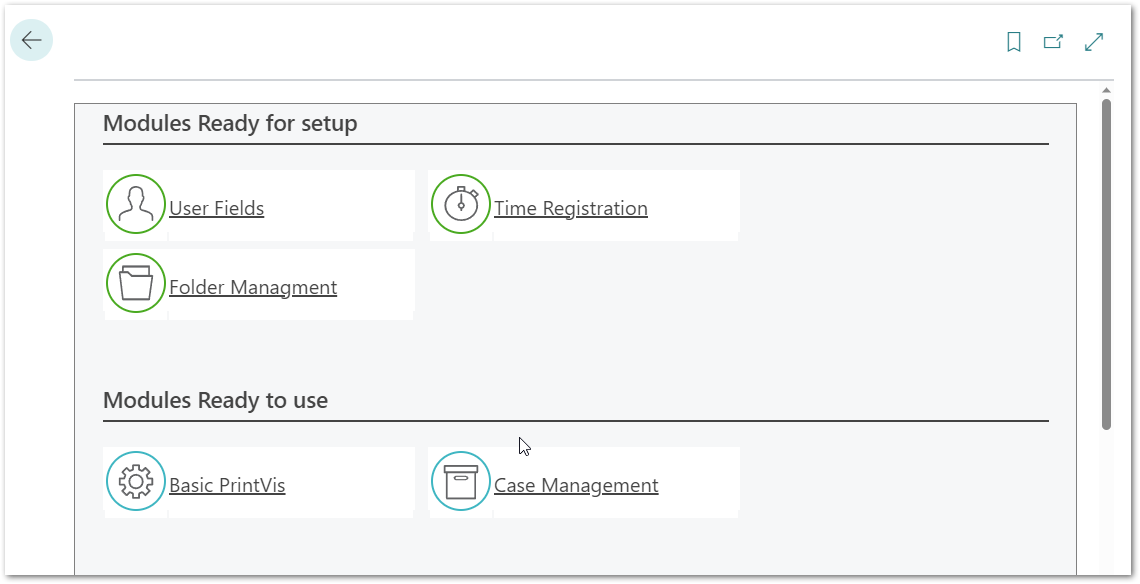 Modules Ready for setup
User Fields
Time Registration
Folder Managment
Modules Ready to use
Basic PrintVis
Case Management